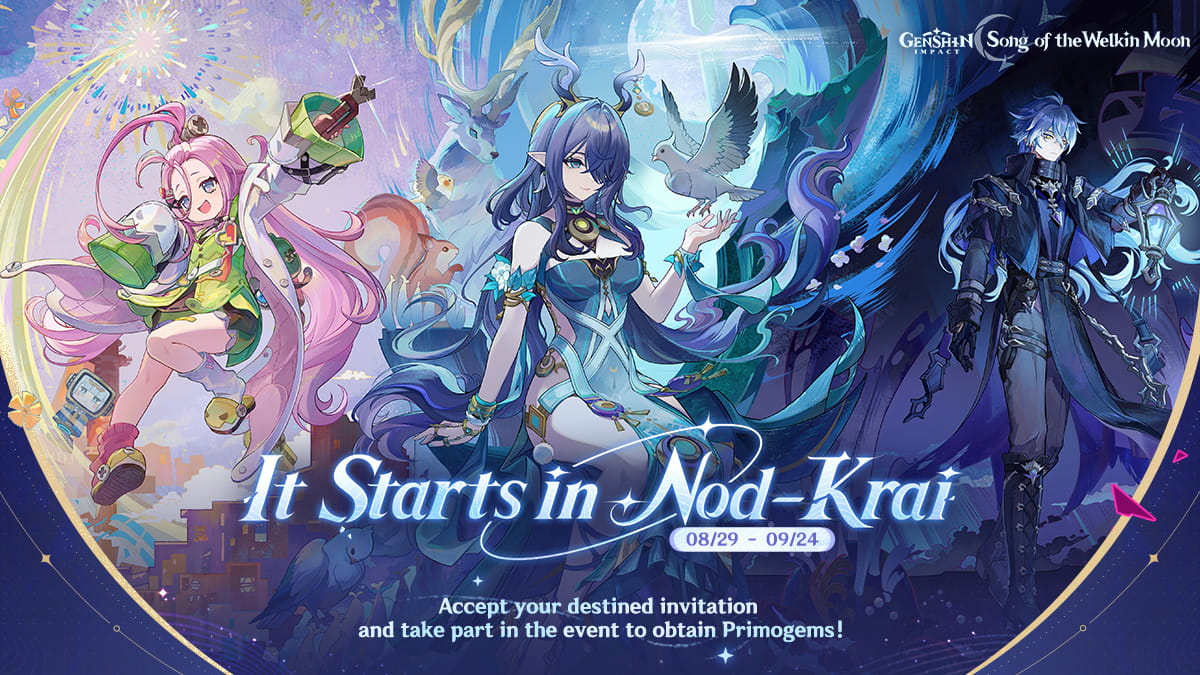 GENSHIN
IMPACT
Song of the Welkin Moon
It Starts in Nod-Krai
08/29 - 09/24
Accept your destined invitation
and take part in the event to obtain Primogems!